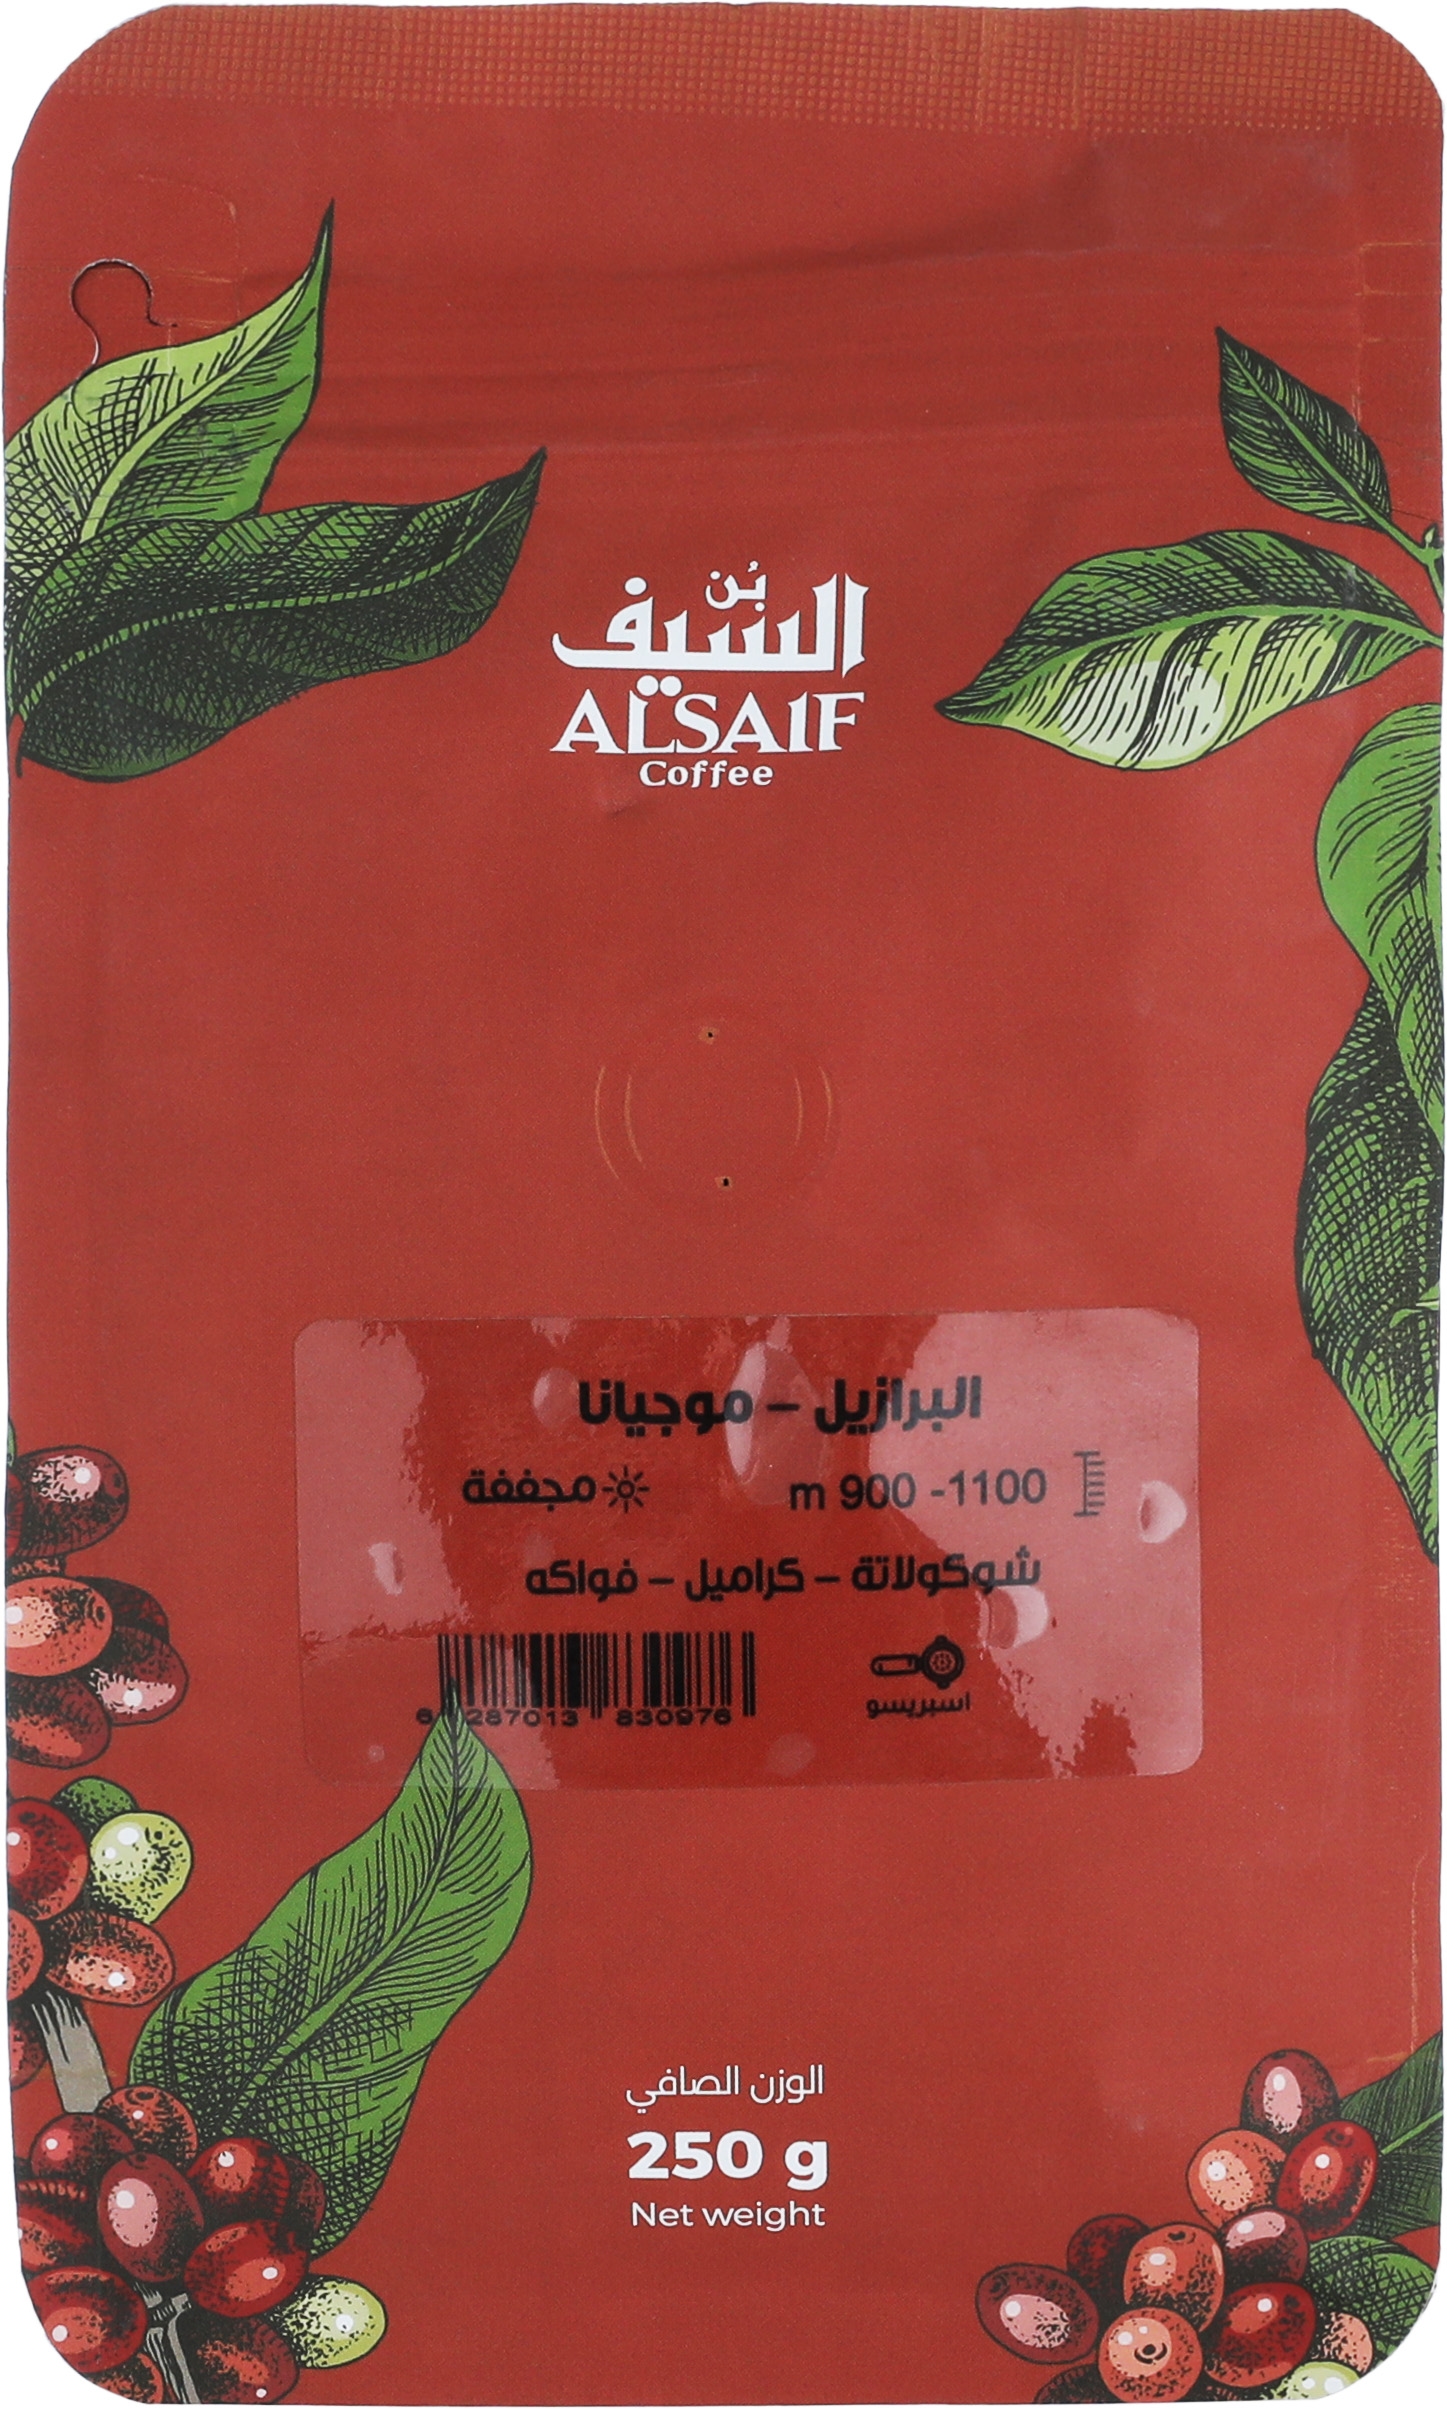 بُن
السيف
ALSAIF
Coffee
البرازيل – موجيانا
m 900 -1100
مجففة
شوكولاتة – كراميل – فواكه
اسبريسو
6 287013 830976
الوزن الصافي
250 g
Net weight